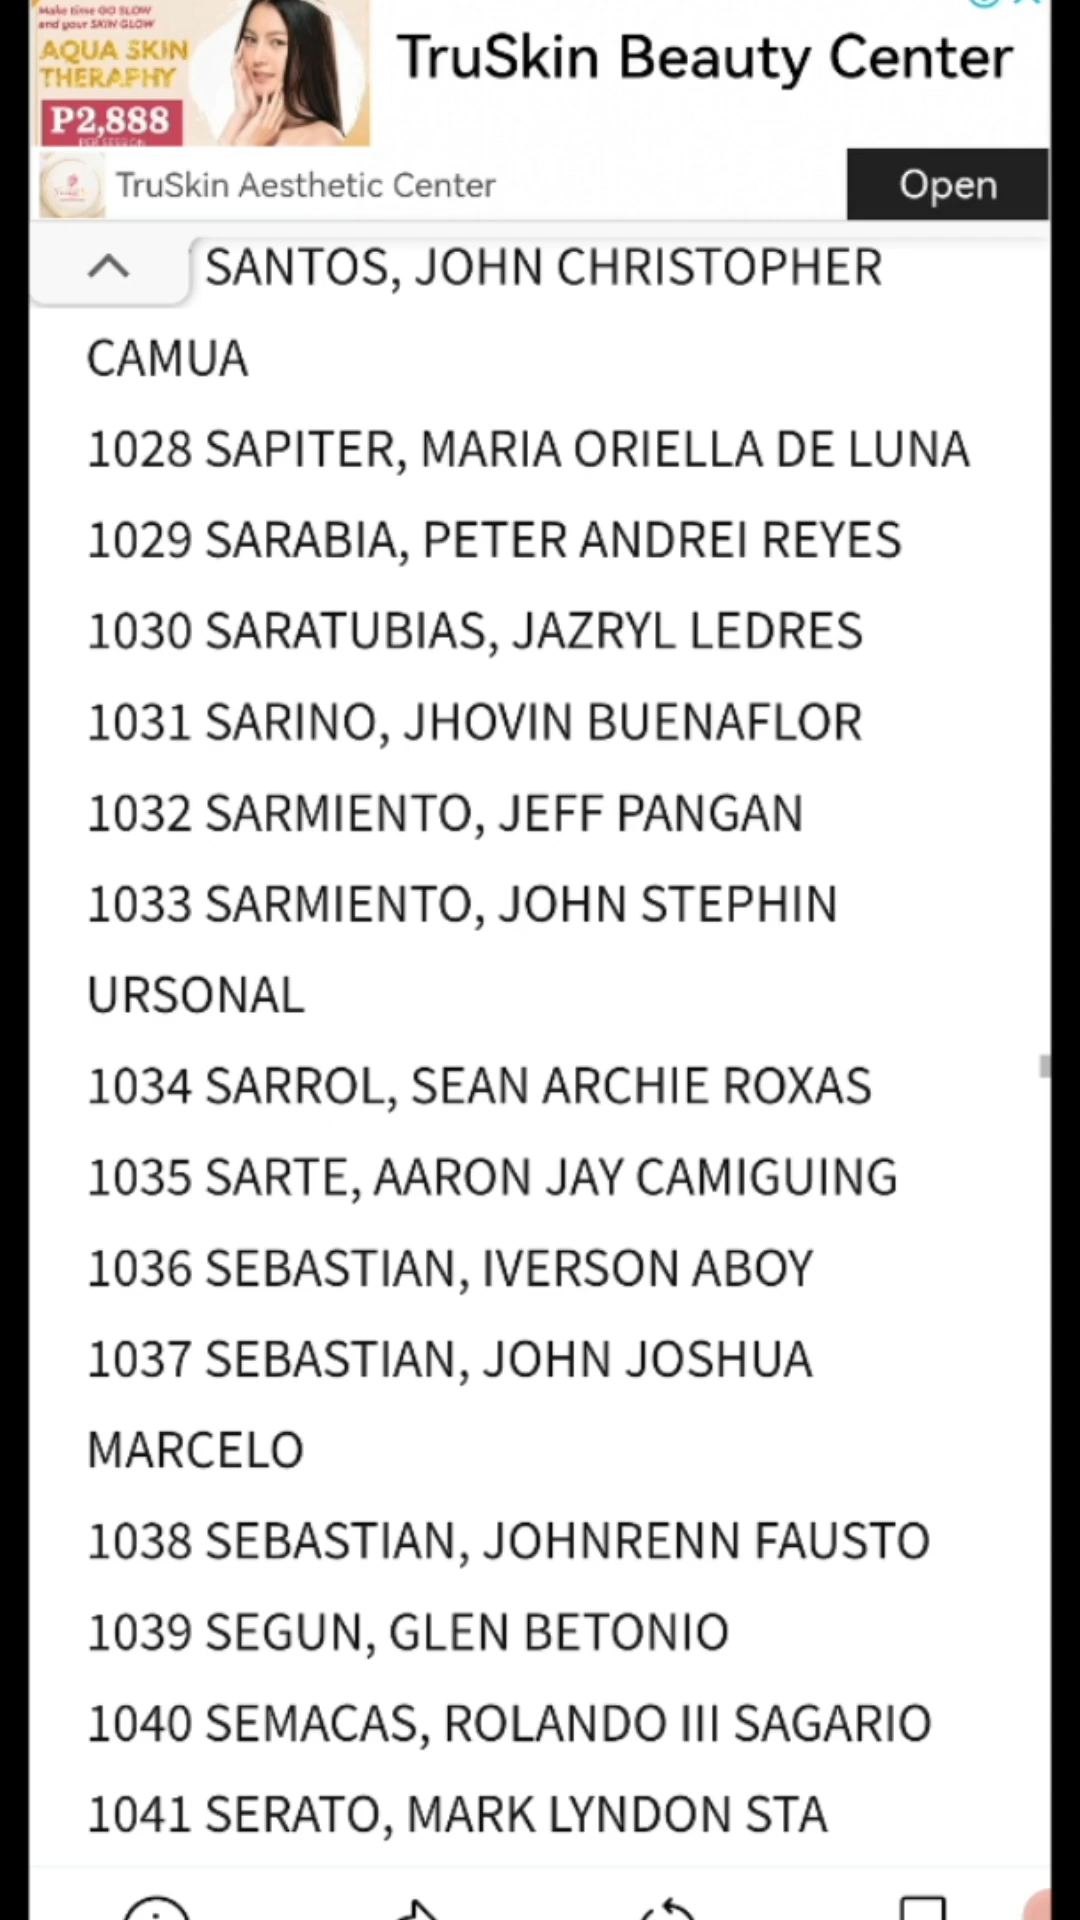 Make time GO SLOW
and your SKIN GLOW
AQUA SKIN
THERAPHY
P2,888
TruSkin Beauty Center
TruSkin Aesthetic Center
Open
SANTOS, JOHN CHRISTOPHER
CAMUA
1028 SAPITER, MARIA ORIELLA DE LUNA
1029 SARABIA, PETER ANDREI REYES
1030 SARATUBIAS, JAZRYL LEDRES
1031 SARINO, JHOVIN BUENAFLOR
1032 SARMIENTO, JEFF PANGAN
1033 SARMIENTO, JOHN STEPHIN
URSONAL
1034 SARROL, SEAN ARCHIE ROXAS
1035 SARTE, AARON JAY CAMIGUING
1036 SEBASTIAN, IVERSON ABOY
1037 SEBASTIAN, JOHN JOSHUA
MARCELO
1038 SEBASTIAN, JOHNRENN FAUSTO
1039 SEGUN, GLEN BETONIO
1040 SEMACAS, ROLANDO III SAGARIO
1041 SERATO, MARK LYNDON STA